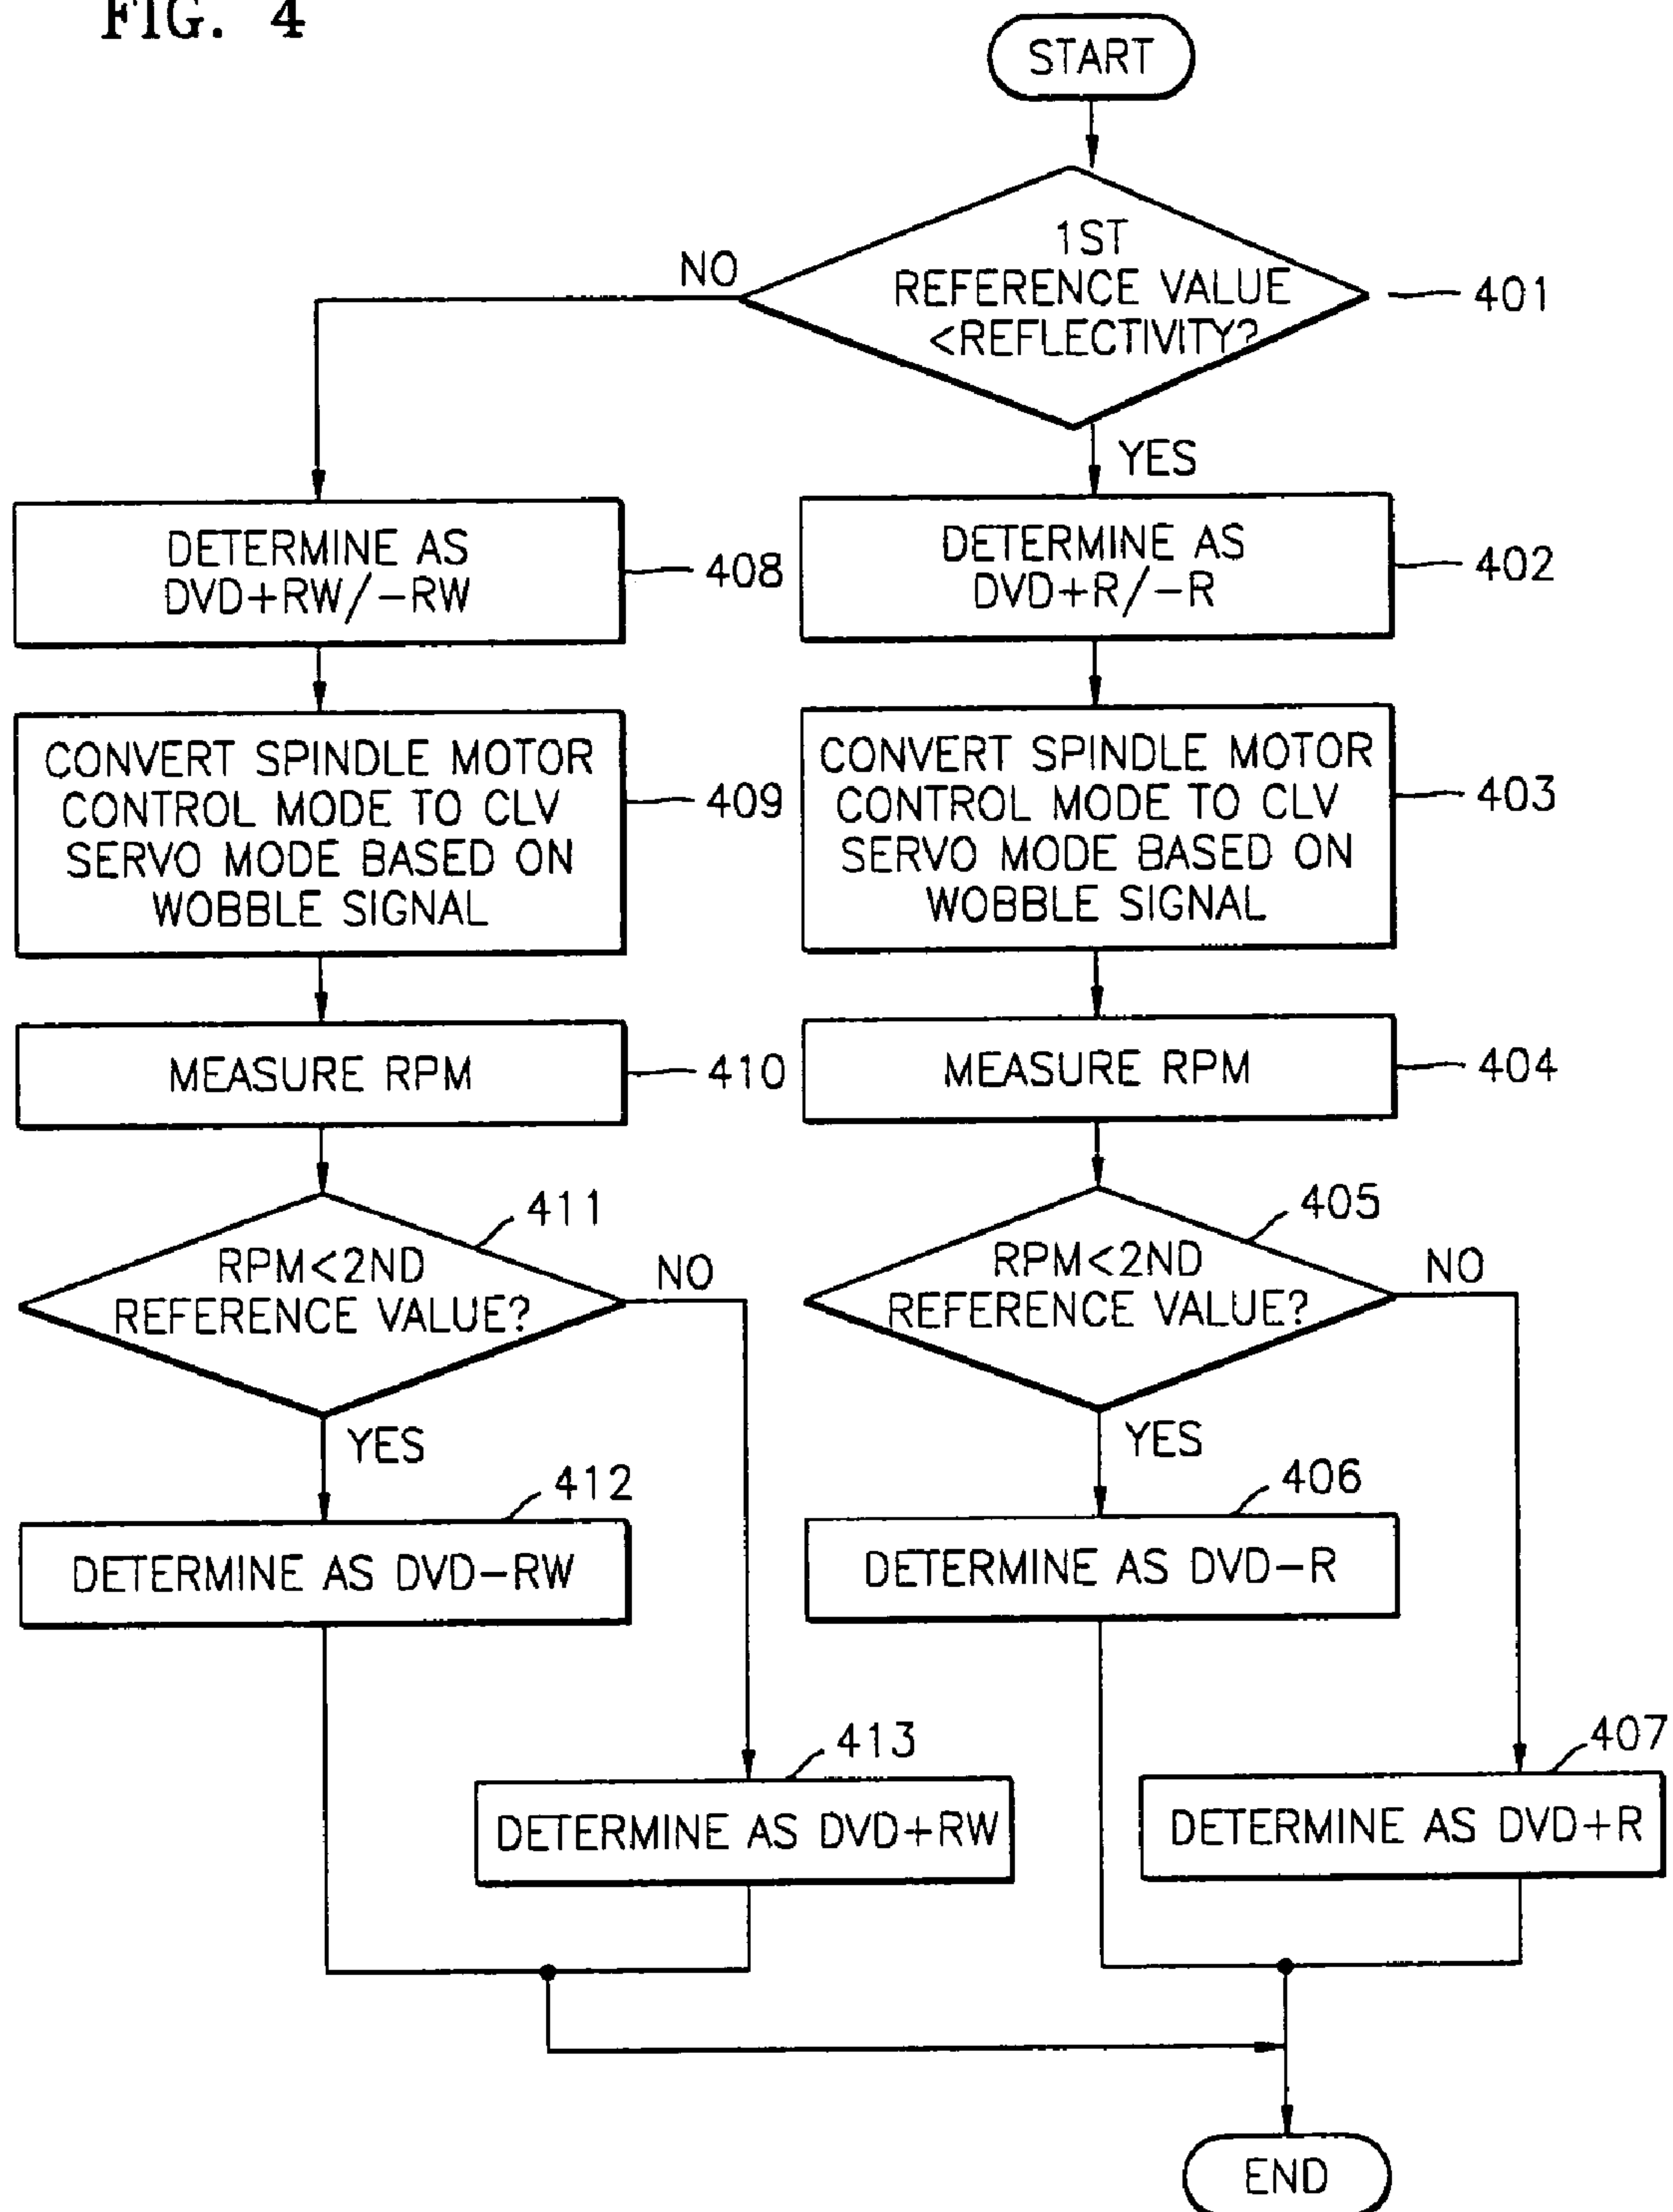 FIG. 4
START
1ST
REFERENCE VALUE
<REFLECTIVITY?
401
NO
YES
DETERMINE AS
DVD+RW/−RW
408
DETERMINE AS
DVD+R/−R
402
CONVERT SPINDLE MOTOR
CONTROL MODE TO CLV
SERVO MODE BASED ON
WOBBLE SIGNAL
409
CONVERT SPINDLE MOTOR
CONTROL MODE TO CLV
SERVO MODE BASED ON
WOBBLE SIGNAL
403
MEASURE RPM
410
MEASURE RPM
404
RPM<2ND
REFERENCE VALUE?
411
NO
YES
RPM<2ND
REFERENCE VALUE?
405
NO
YES
DETERMINE AS DVD−RW
412
DETERMINE AS DVD−R
406
DETERMINE AS DVD+RW
413
DETERMINE AS DVD+R
407
END